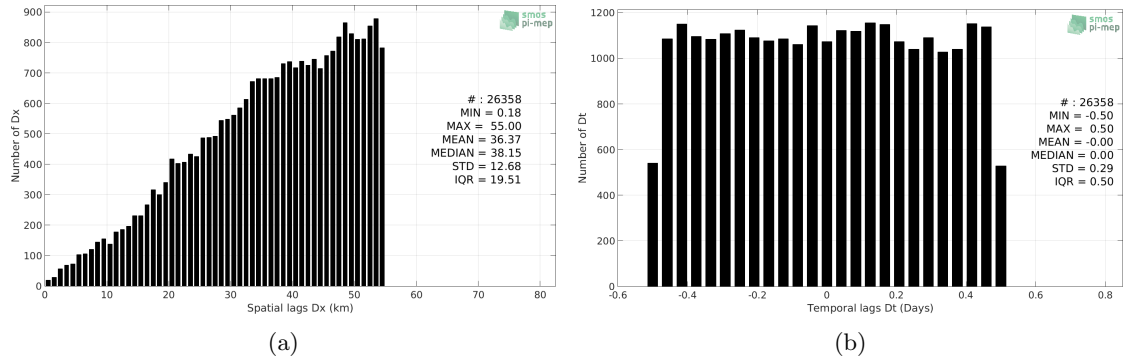 900
800
700
600
500
400
300
200
100
0
Number of Dx
0 10 20 30 40 50 60 70 80
Spatial lags Dx (km)
smos
pi-mep
# : 26358
MIN = 0.18
MAX = 55.00
MEAN = 36.37
MEDIAN = 38.15
STD = 12.68
IQR = 19.51
(a)
1200
1000
800
600
400
200
0
Number of Dt
-0.6 -0.4 -0.2 0 0.2 0.4 0.6 0.8
Temporal lags Dt (Days)
smos
pi-mep
# : 26358
MIN = -0.50
MAX = 0.50
MEAN = -0.00
MEDIAN = 0.00
STD = 0.29
IQR = 0.50
(b)